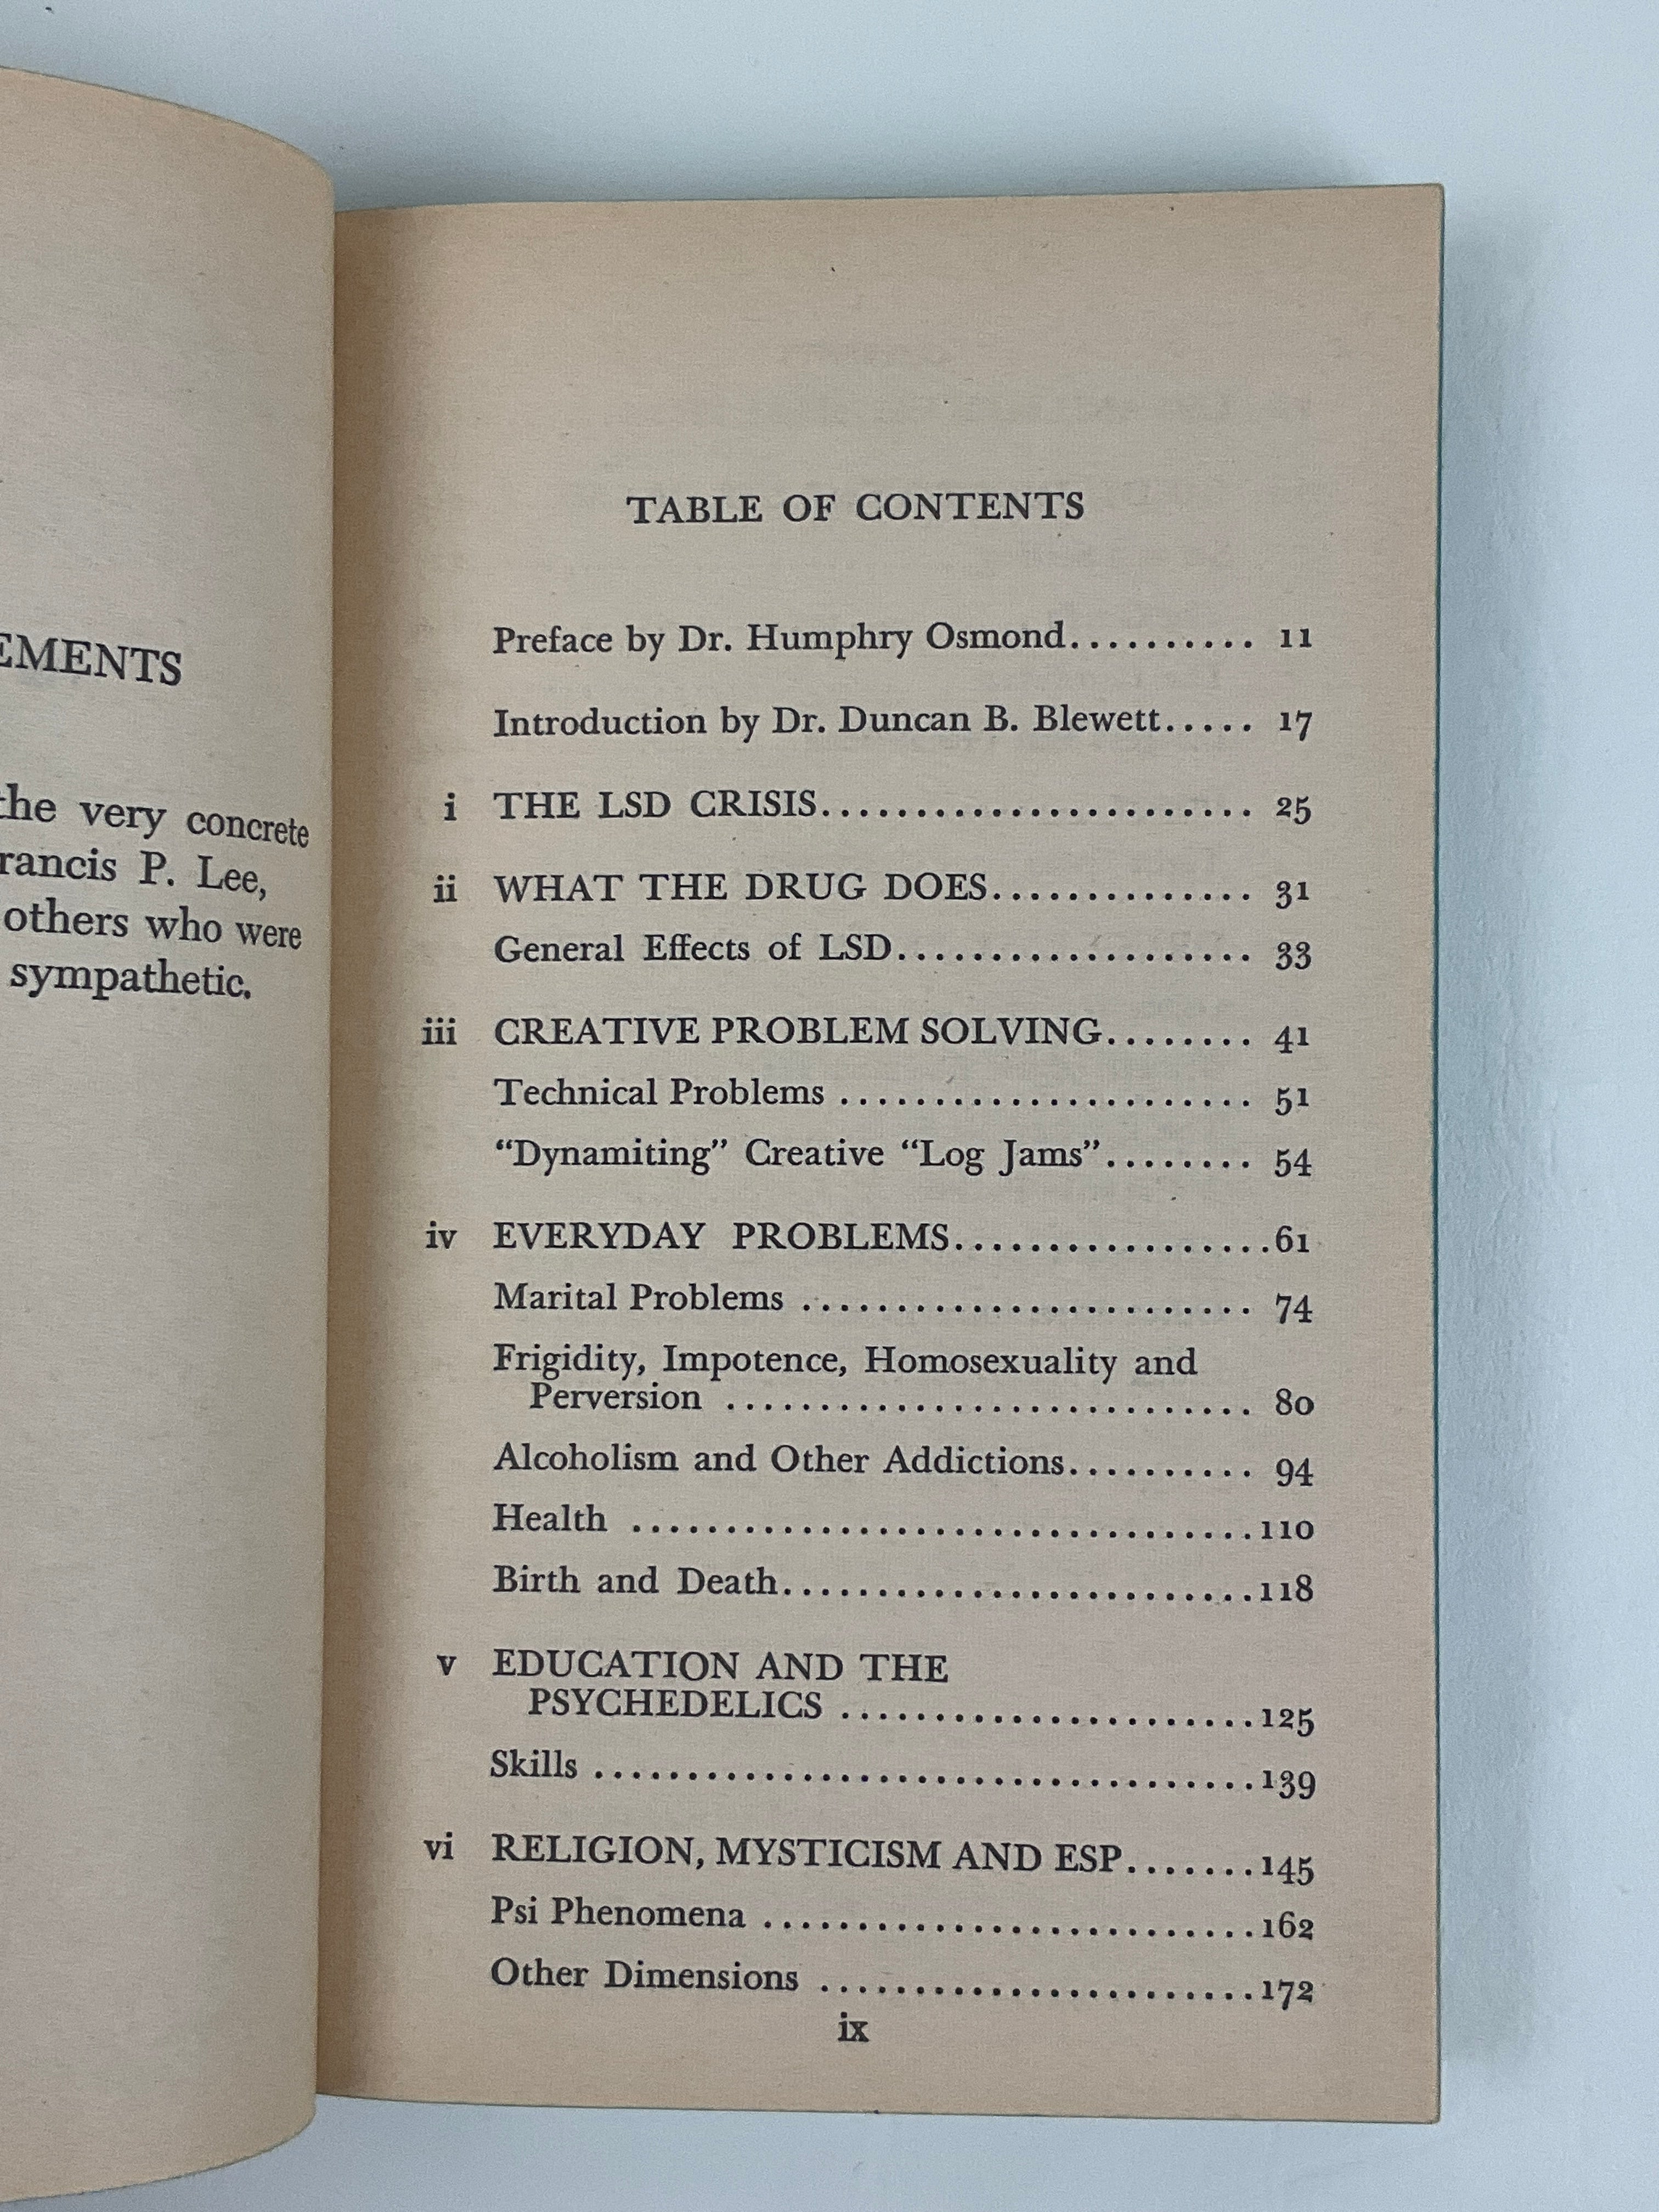 EMENTS
the very concrete
rancis P. Lee,
others who were
sympathetic.
TABLE OF CONTENTS
Preface by Dr. Humphry Osmond.......... 11
Introduction by Dr. Duncan B. Blewett..... 17
i THE LSD CRISIS....................... 25
ii WHAT THE DRUG DOES.............. 31
General Effects of LSD................... 33
iii CREATIVE PROBLEM SOLVING........ 41
Technical Problems ...................... 51
“Dynamiting” Creative “Log Jams”........ 54
iv EVERYDAY PROBLEMS.................61
Marital Problems ........................ 74
Frigidity, Impotence, Homosexuality and
Perversion ............................ 80
Alcoholism and Other Addictions.......... 94
Health .................................110
Birth and Death.........................118
v EDUCATION AND THE
PSYCHEDELICS ......................125
Skills ...................................139
vi RELIGION, MYSTICISM AND ESP.......145
Psi Phenomena ..........................162
Other Dimensions .......................172
ix